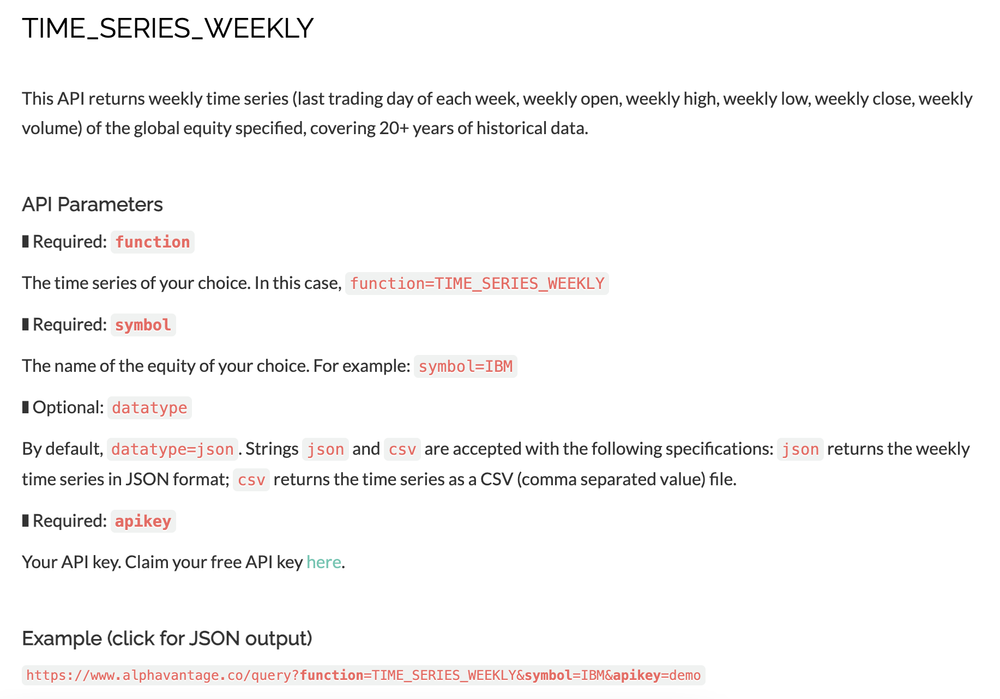 TIME_SERIES_WEEKLY
This API returns weekly time series (last trading day of each week, weekly open, weekly high, weekly low, weekly close, weekly
volume) of the global equity specified, covering 20+ years of historical data.
API Parameters
▮ Required: function
The time series of your choice. In this case, function=TIME_SERIES_WEEKLY
▮ Required: symbol
The name of the equity of your choice. For example: symbol=IBM
▮ Optional: datatype
By default, datatype=json. Strings json and csv are accepted with the following specifications: json returns the weekly
time series in JSON format; csv returns the time series as a CSV (comma separated value) file.
▮ Required: apikey
Your API key. Claim your free API key here.
Example (click for JSON output)
https://www.alphavantage.co/query?function=TIME_SERIES_WEEKLY&symbol=IBM&apikey=demo